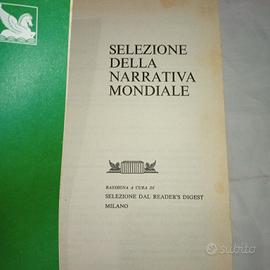 SELEZIONE
DELLA
NARRATIVA
MONDIALE
RASSEGNA A CURA DI
SELEZIONE DAL READER'S DIGEST
MILANO
subito